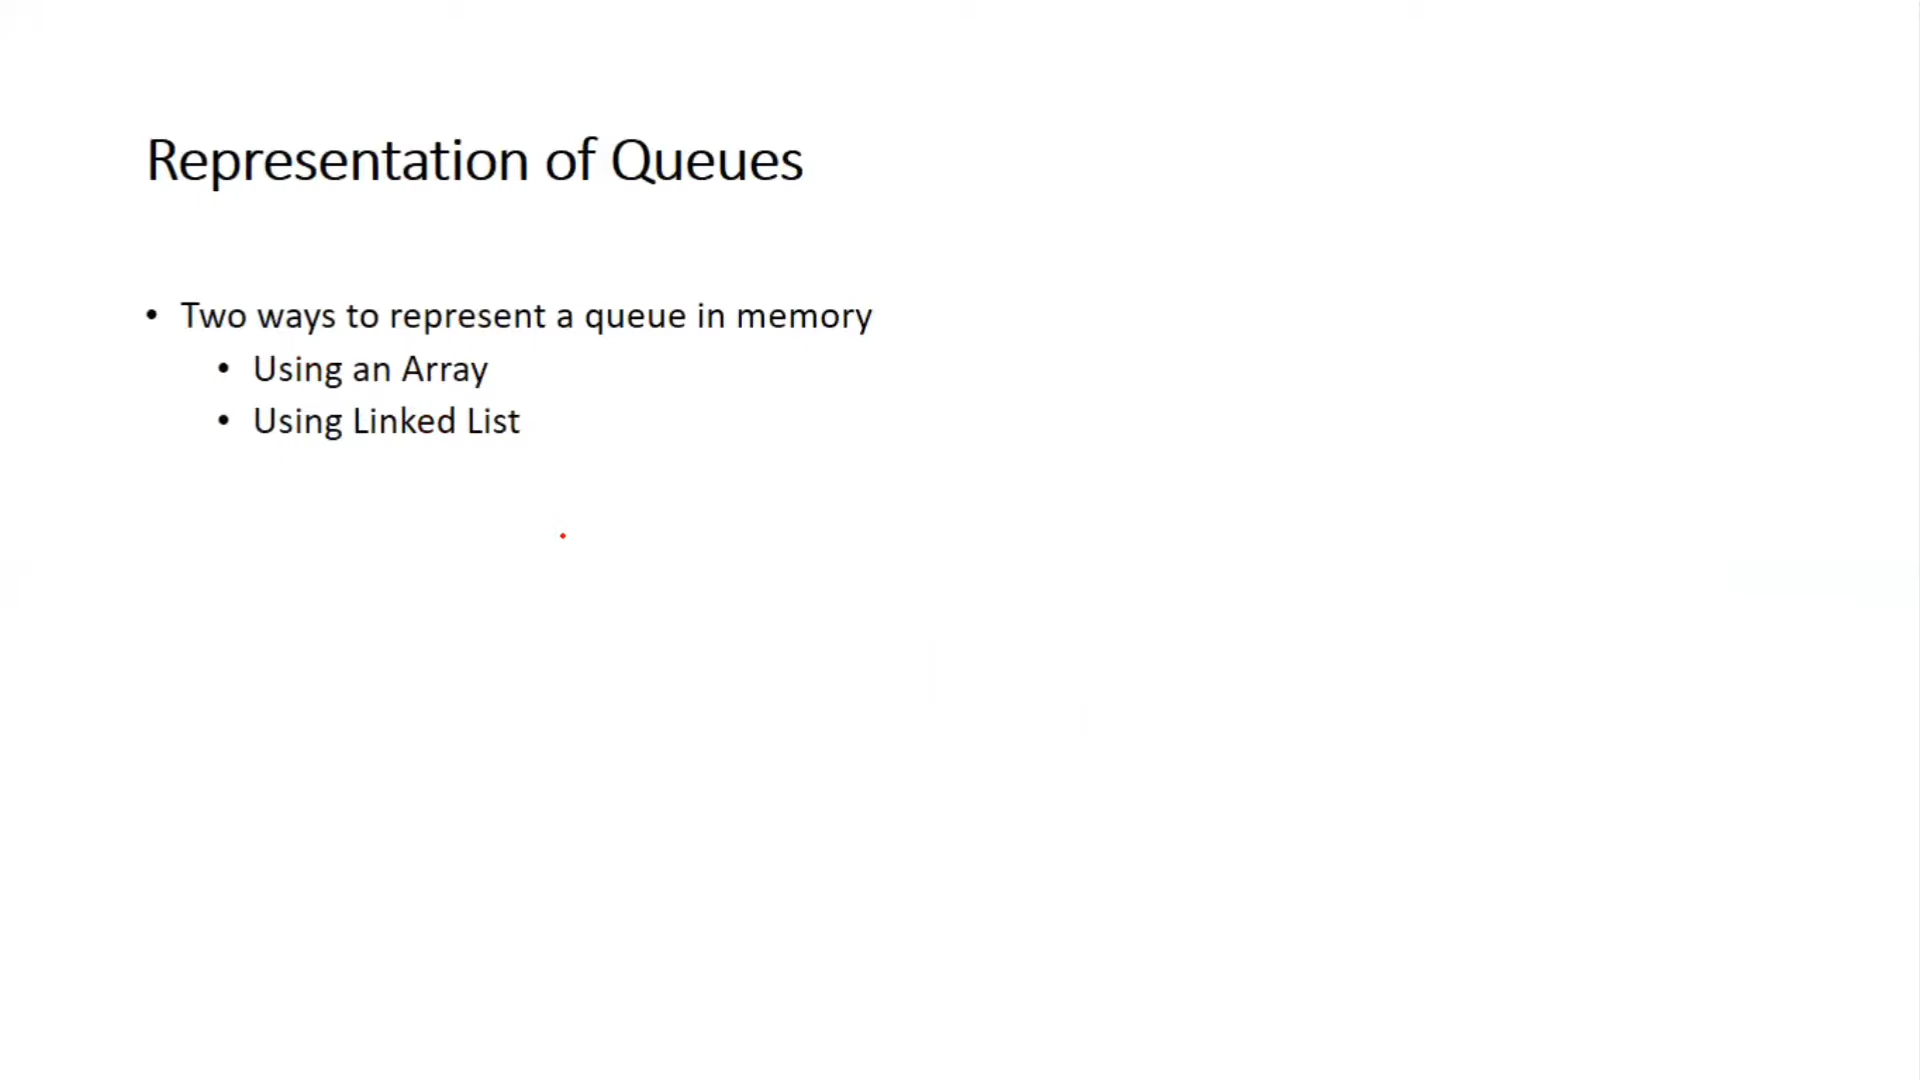 Representation of Queues
• Two ways to represent a queue in memory
• Using an Array
• Using Linked List